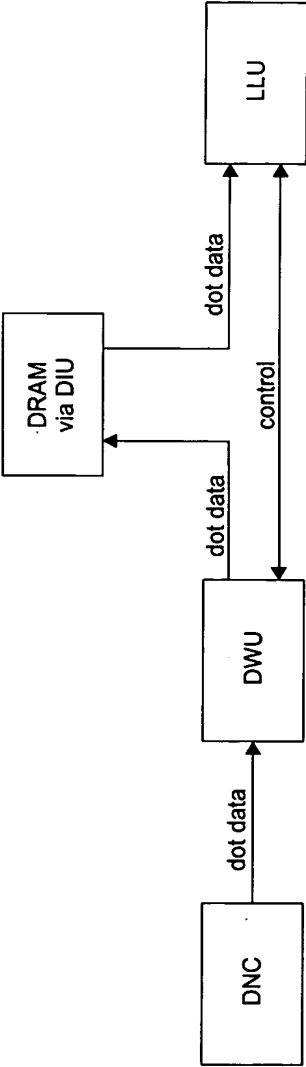 DNC
dot data
DWU
dot data
DRAM
via DIU
dot data
control
LLU